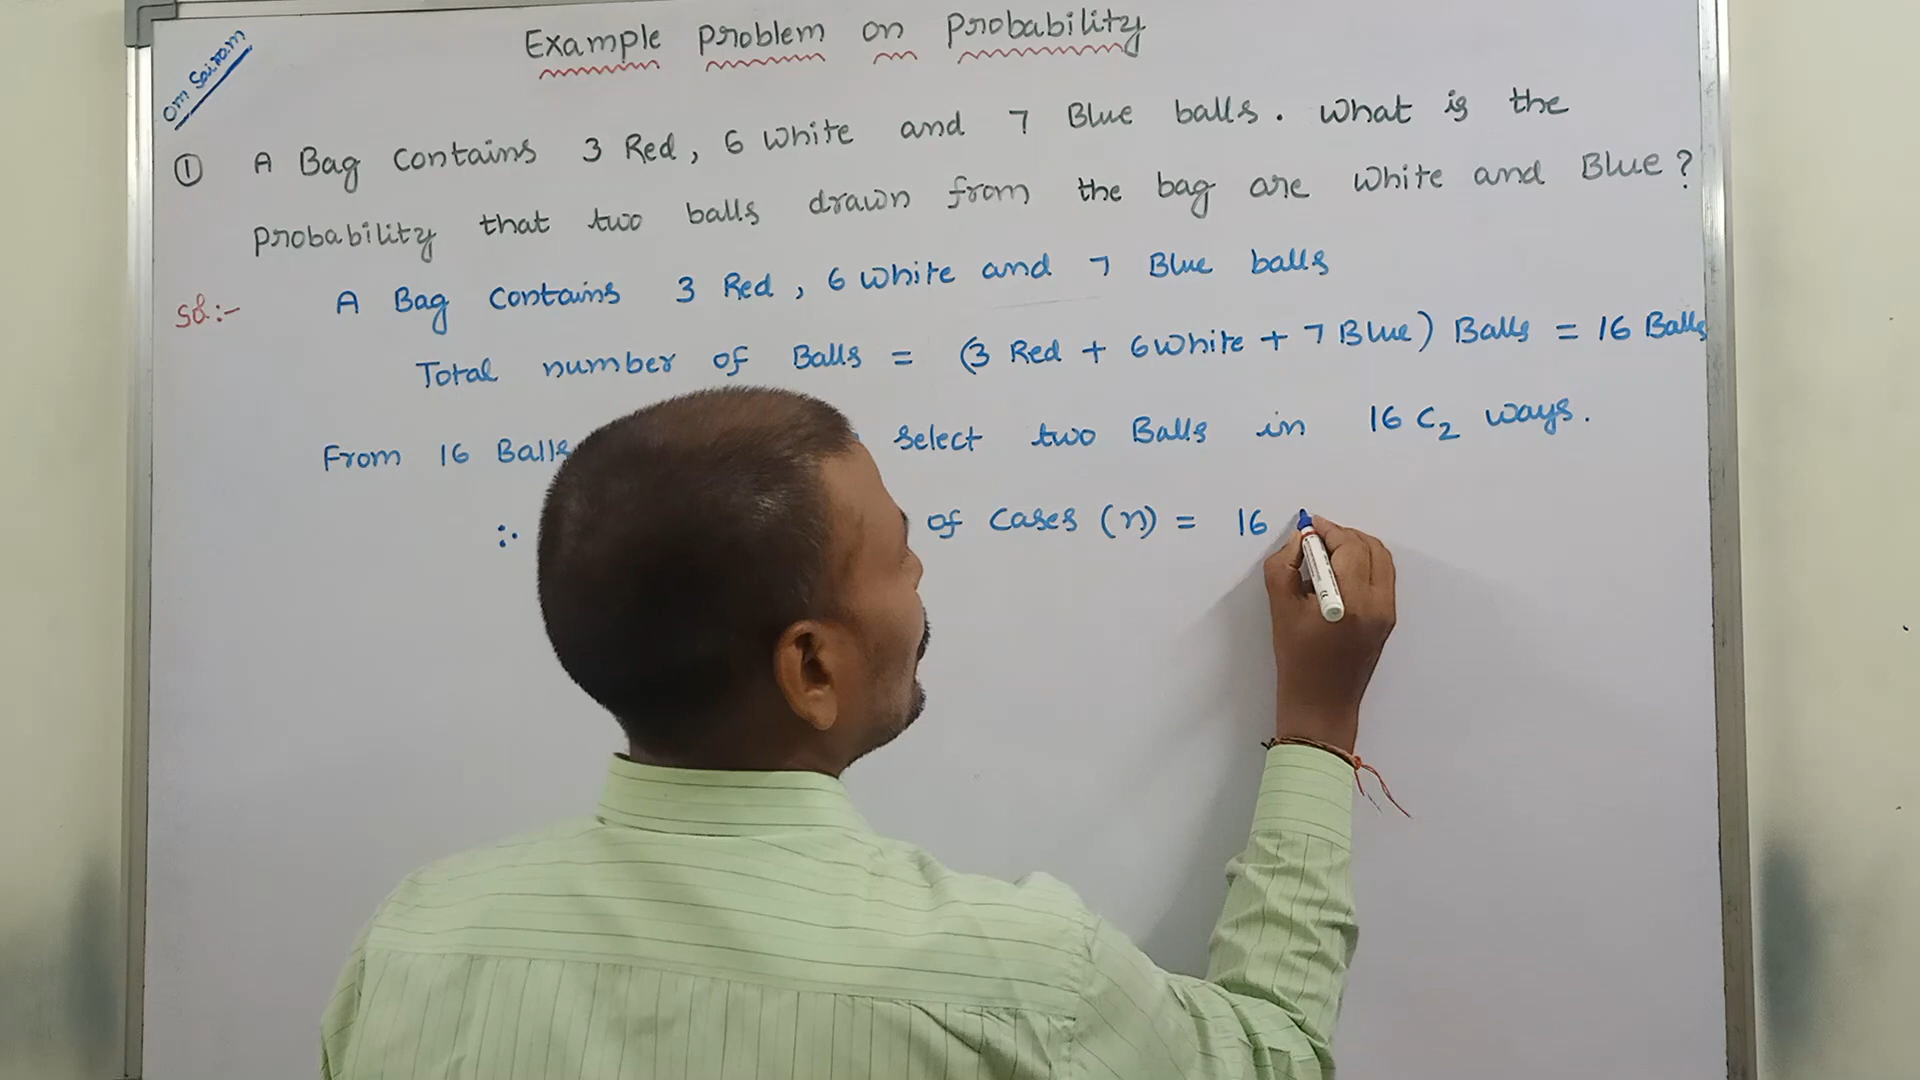 Om Sairam
Example Problem on Probability
① A Bag contains 3 Red, 6 white and 7 Blue balls. What is the
Probability that two balls drawn from the bag are white and Blue?
Sol:- A Bag contains 3 Red, 6 white and 7 Blue balls
Total number of Balls = (3 Red + 6 white + 7 Blue) Balls = 16 Balls
From 16 Balls select two Balls in 16 C₂ ways.
∴ of cases (n) = 16